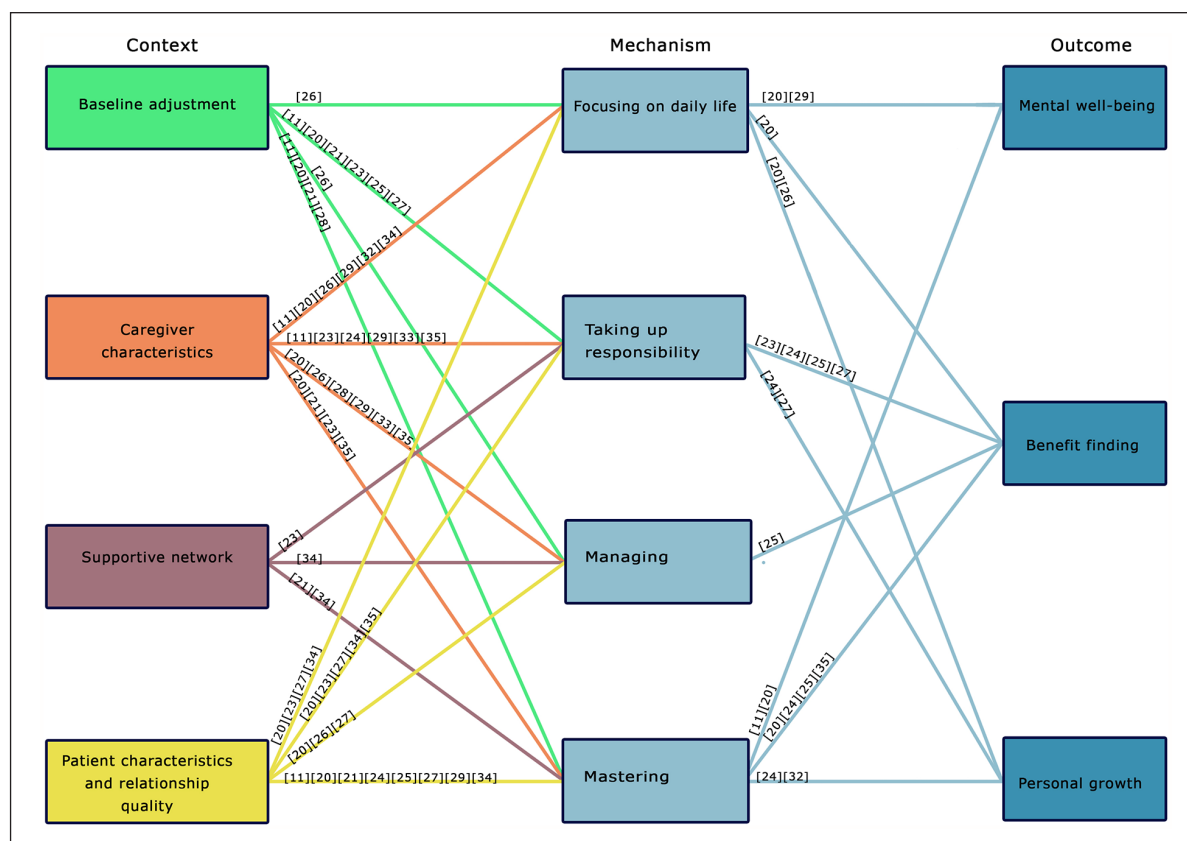 Context
Mechanism
Outcome
Baseline adjustment
[26]
[11][20][21][23][25][27]
[26]
[11][20][21][28]
Focusing on daily life
[20][29]
[20]
[20][26]
Mental well-being
Caregiver
characteristics
[11][20][26][29][32][34]
[11][23][24][29][33][35]
[20][26][28][29][33][35
[20][21][23][35]
Taking up
responsibility
[23][24][25][27]
[24][27]
Benefit finding
Supportive network
[23]
[34]
[21][34]
Managing
[25]
Patient characteristics
and relationship
quality
[20][23][27][34]
[20][23][27][34][35]
[20][26][27]
[11][20][21][24][25][27][29][34]
Mastering
[11][20]
[20][24][25][35]
[24][32]
Personal growth